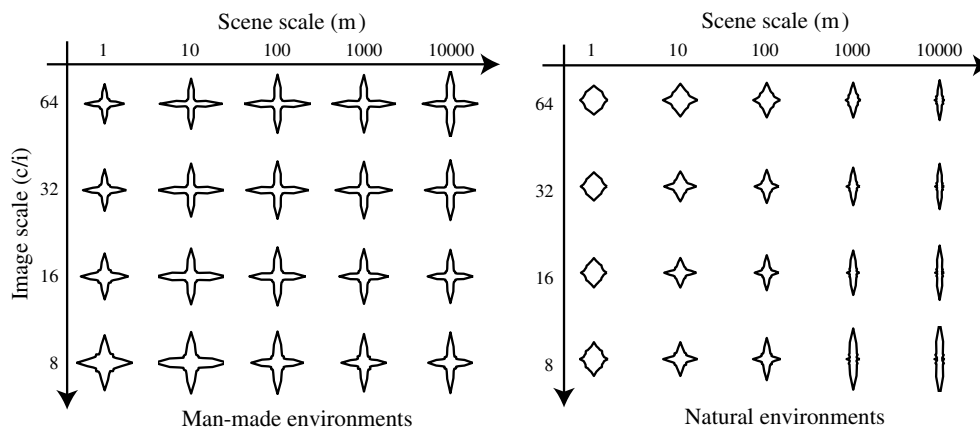 Scene scale (m)
1 10 100 1000 10000
Image scale (c/i)
64
32
16
8
Man-made environments
Scene scale (m)
1 10 100 1000 10000
64
32
16
8
Natural environments